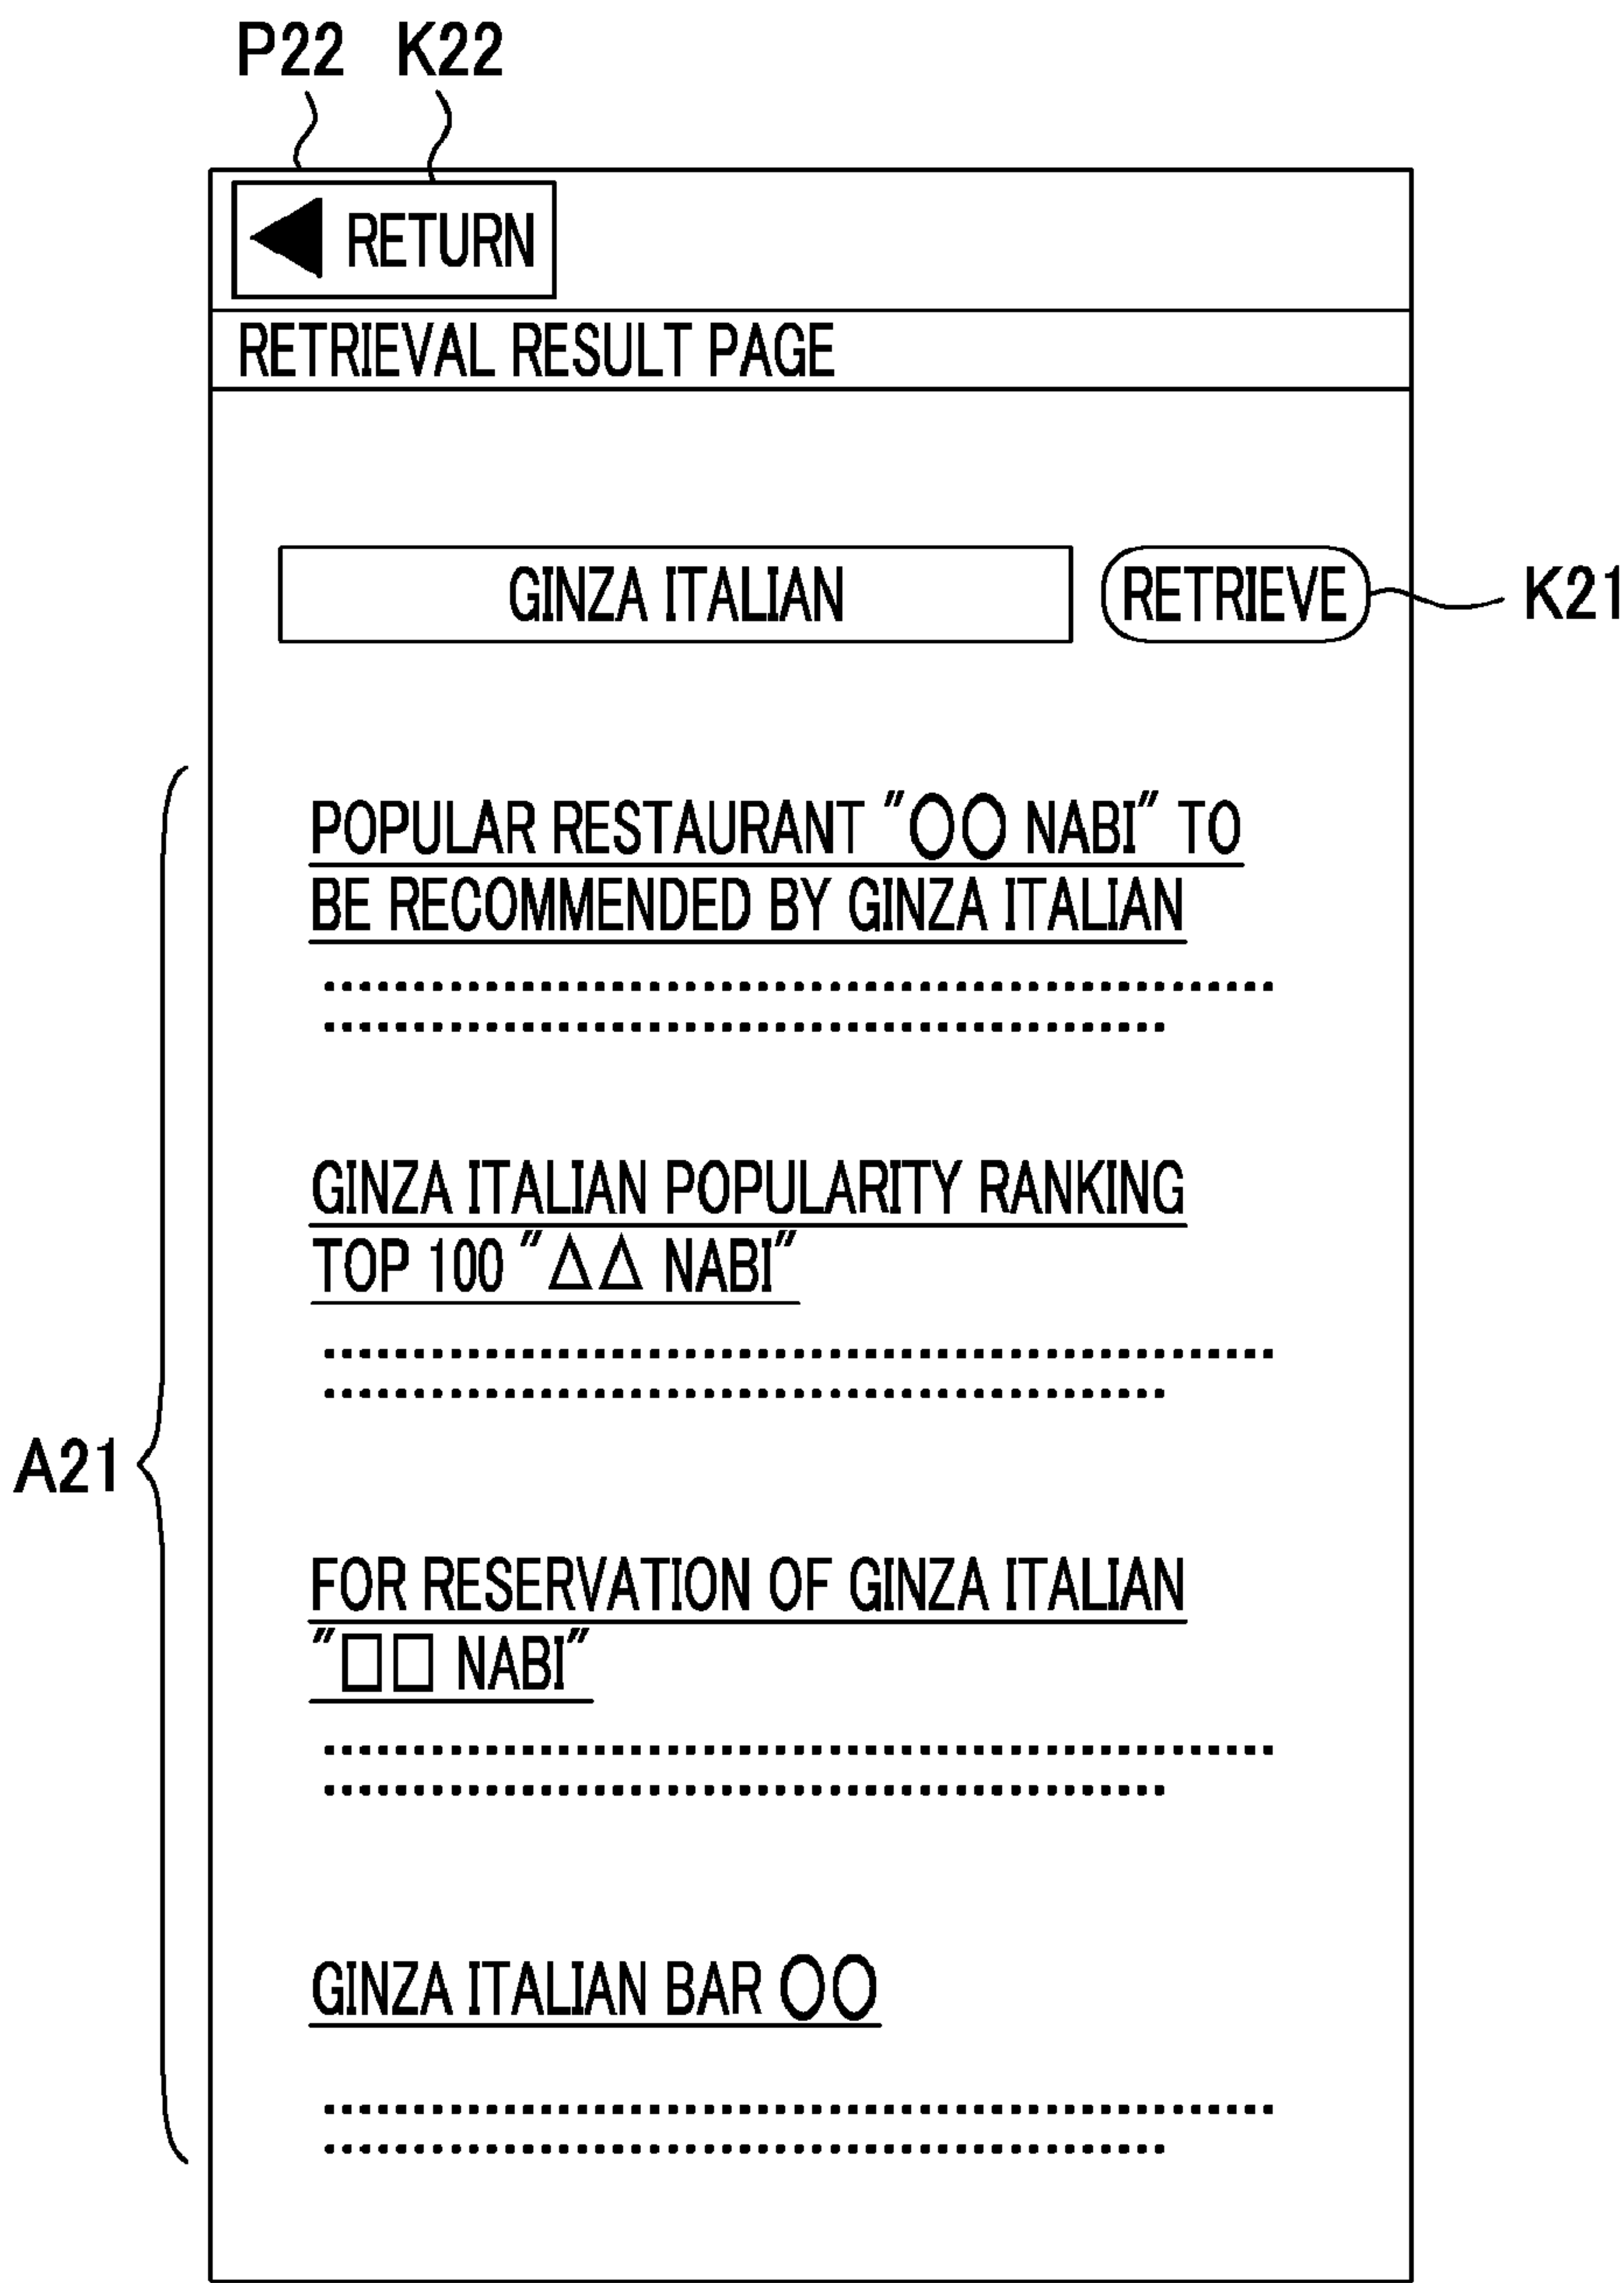 P22 K22
◀ RETURN
RETRIEVAL RESULT PAGE
GINZA ITALIAN RETRIEVE K21
POPULAR RESTAURANT "○○ NABI" TO
BE RECOMMENDED BY GINZA ITALIAN
GINZA ITALIAN POPULARITY RANKING
TOP 100 "△△ NABI"
A21
FOR RESERVATION OF GINZA ITALIAN
"□□ NABI"
GINZA ITALIAN BAR ○○